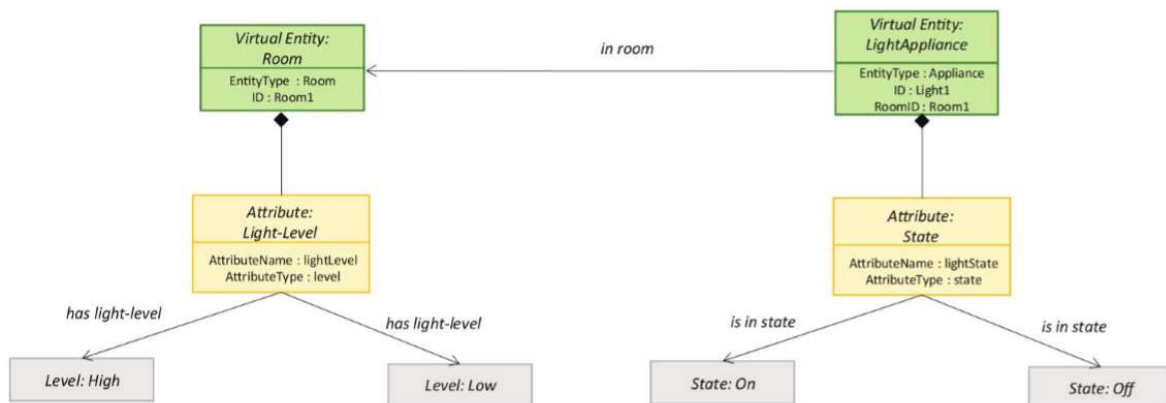 Virtual Entity:
Room
EntityType : Room
ID : Room1
in room
Virtual Entity:
LightAppliance
EntityType : Appliance
ID : Light1
RoomID : Room1
Attribute:
Light-Level
AttributeName : lightLevel
AttributeType : level
Attribute:
State
AttributeName : lightState
AttributeType : state
has light-level
has light-level
is in state
is in state
Level: High
Level: Low
State: On
State: Off